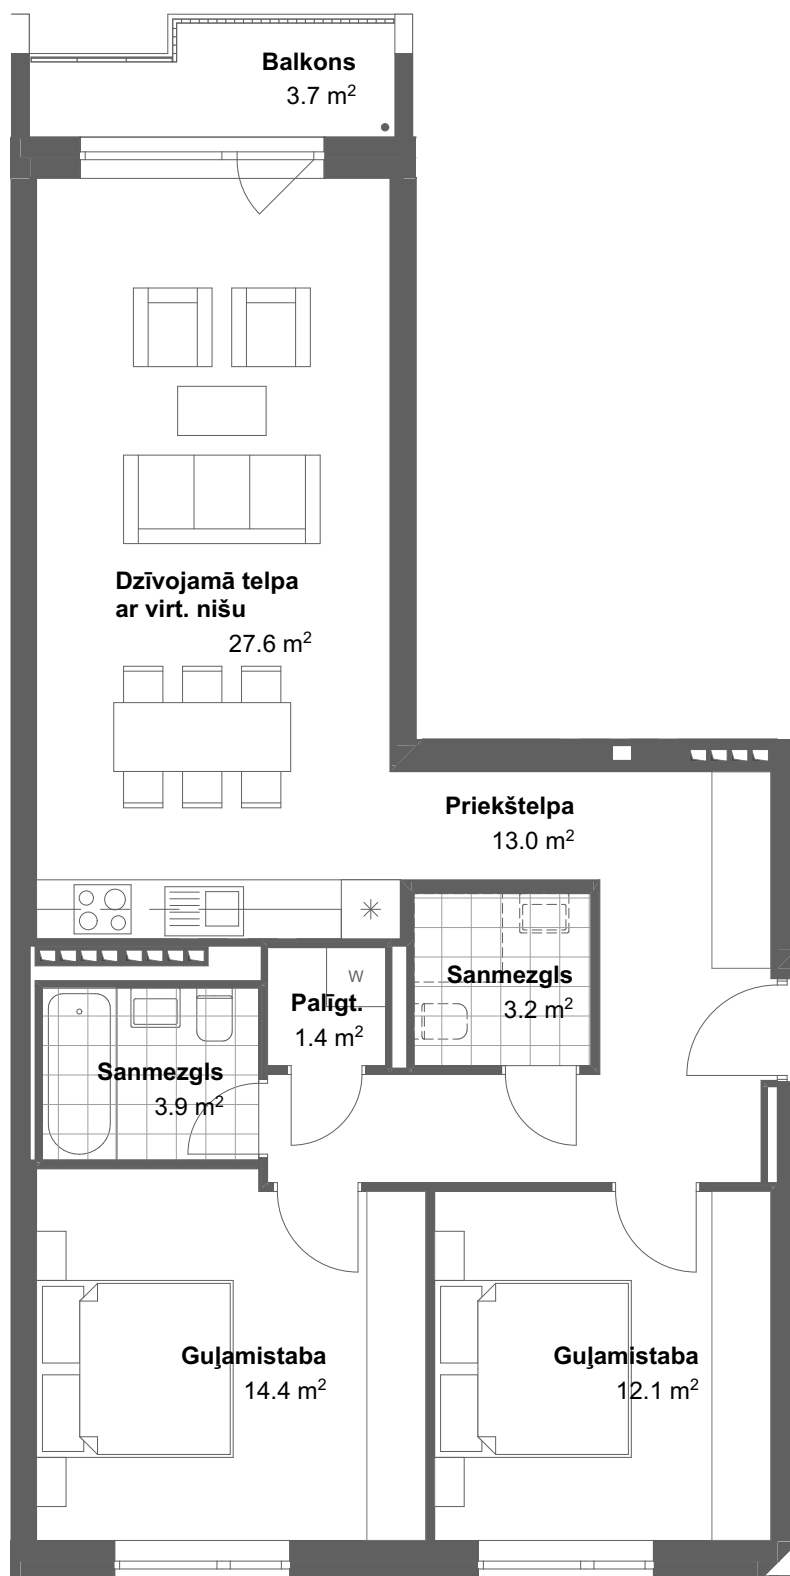 Balkons
3.7 m²
Dzīvojamā telpa
ar virt. nišu
27.6 m²
Priekštelpa
13.0 m²
Sanmezgls
3.2 m²
W
Palīgt.
1.4 m²
Sanmezgls
3.9 m²
Guļamistaba
14.4 m²
Guļamistaba
12.1 m²